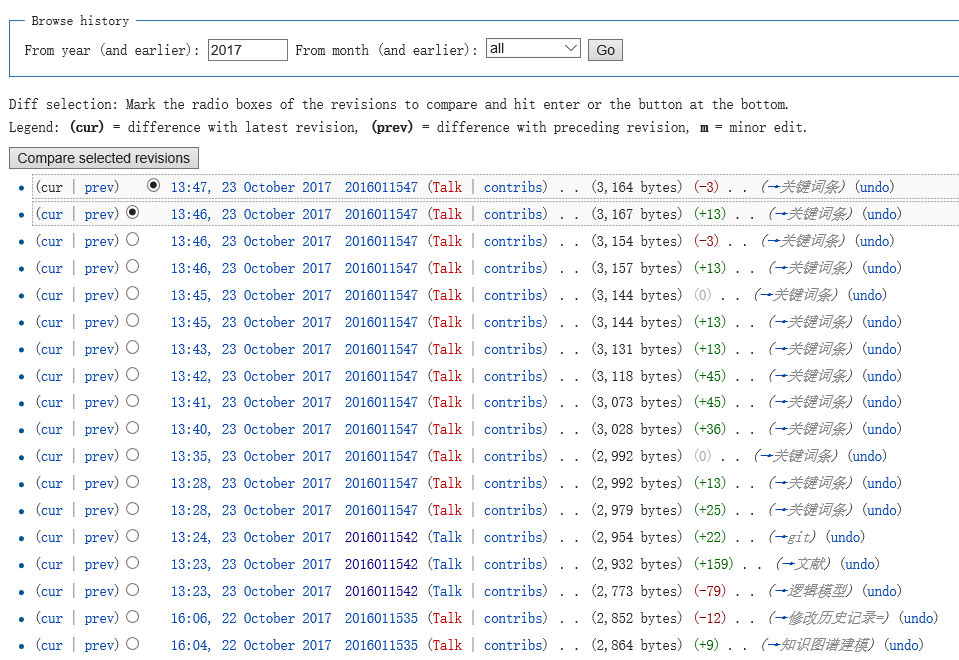 Browse history
From year (and earlier): 2017 From month (and earlier): all Go
Diff selection: Mark the radio boxes of the revisions to compare and hit enter or the button at the bottom.
Legend: (cur) = difference with latest revision, (prev) = difference with preceding revision, m = minor edit.
Compare selected revisions
(cur | prev) 13:47, 23 October 2017 2016011547 (Talk | contribs) . . (3,164 bytes) (-3) . . (→关键词条) (undo)
(cur | prev) 13:46, 23 October 2017 2016011547 (Talk | contribs) . . (3,167 bytes) (+13) . . (→关键词条) (undo)
(cur | prev) 13:46, 23 October 2017 2016011547 (Talk | contribs) . . (3,154 bytes) (-3) . . (→关键词条) (undo)
(cur | prev) 13:46, 23 October 2017 2016011547 (Talk | contribs) . . (3,157 bytes) (+13) . . (→关键词条) (undo)
(cur | prev) 13:45, 23 October 2017 2016011547 (Talk | contribs) . . (3,144 bytes) (0) . . (→关键词条) (undo)
(cur | prev) 13:45, 23 October 2017 2016011547 (Talk | contribs) . . (3,144 bytes) (+13) . . (→关键词条) (undo)
(cur | prev) 13:43, 23 October 2017 2016011547 (Talk | contribs) . . (3,131 bytes) (+13) . . (→关键词条) (undo)
(cur | prev) 13:42, 23 October 2017 2016011547 (Talk | contribs) . . (3,118 bytes) (+45) . . (→关键词条) (undo)
(cur | prev) 13:41, 23 October 2017 2016011547 (Talk | contribs) . . (3,073 bytes) (+45) . . (→关键词条) (undo)
(cur | prev) 13:40, 23 October 2017 2016011547 (Talk | contribs) . . (3,028 bytes) (+36) . . (→关键词条) (undo)
(cur | prev) 13:35, 23 October 2017 2016011547 (Talk | contribs) . . (2,992 bytes) (0) . . (→关键词条) (undo)
(cur | prev) 13:28, 23 October 2017 2016011547 (Talk | contribs) . . (2,992 bytes) (+13) . . (→关键词条) (undo)
(cur | prev) 13:28, 23 October 2017 2016011547 (Talk | contribs) . . (2,979 bytes) (+25) . . (→关键词条) (undo)
(cur | prev) 13:24, 23 October 2017 2016011542 (Talk | contribs) . . (2,954 bytes) (+22) . . (→git) (undo)
(cur | prev) 13:23, 23 October 2017 2016011542 (Talk | contribs) . . (2,932 bytes) (+159) . . (→文献) (undo)
(cur | prev) 13:23, 23 October 2017 2016011542 (Talk | contribs) . . (2,773 bytes) (-79) . . (→逻辑模型) (undo)
(cur | prev) 16:06, 22 October 2017 2016011535 (Talk | contribs) . . (2,852 bytes) (-12) . . (→修改历史记录=) (undo)
(cur | prev) 16:04, 22 October 2017 2016011535 (Talk | contribs) . . (2,864 bytes) (+9) . . (→知识图谱建模) (undo)